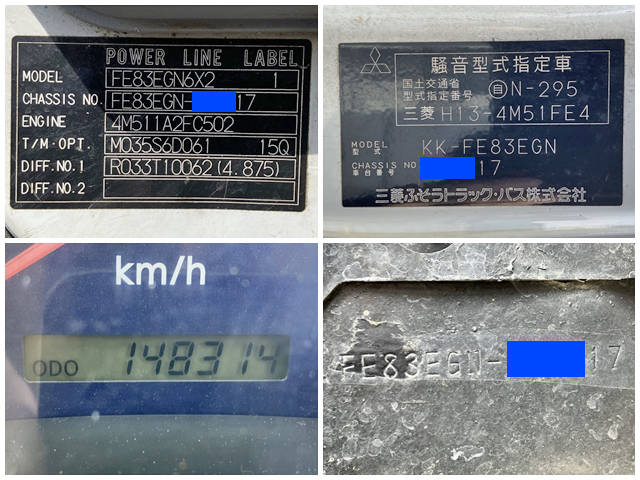 POWER LINE LABEL
MODEL FE83EGN6X2 1
CHASSIS NO. FE83EGN- 17
ENGINE 4M511A2FC502
T/M·OPT. M035S6D061 15Q
DIFF.NO.1 R033T10062(4.875)
DIFF.NO.2
騒音型式指定車
国土交通省
型式指定番号 自N-295
三菱 H13-4M51FE4
MODEL
型式 KK-FE83EGN
CHASSIS NO
車台番号 17
三菱ふそうトラック・バス株式会社
km/h
ODO 148314
FE83EGN- 17